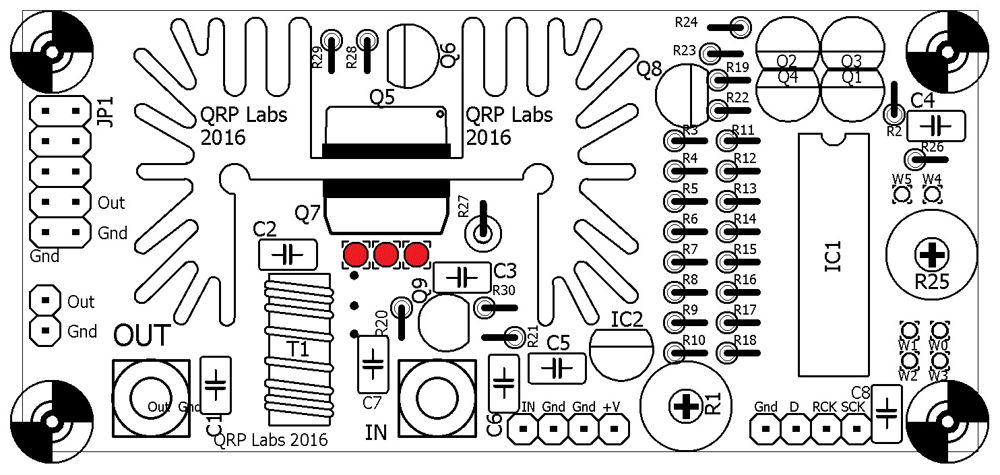 R24
R29
R28
Q6
R23
Q8
R19
Q2
Q3
Q4
Q1
JP1
Q5
R22
C4
QRP Labs
2016
QRP Labs
2016
R2
R3
R11
R26
R4
R12
W5
W4
R5
R13
Out
R27
Q7
R6
R14
Gnd
C2
Gnd
R7
R15
IC1
C3
R25
R8
R16
Q9
R30
Out
R9
R17
IC2
R20
Gnd
OUT
R21
R10
R18
W1
W0
C5
T1
W2
W3
C7
C8
Out
Gnd
C1
IN
Gnd
Gnd
+V
R1
Gnd
D
RCK
SCK
C6
IN
QRP Labs 2016